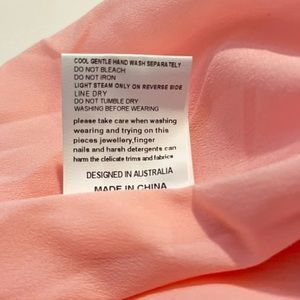 COOL GENTLE HAND WASH SEPARATELY
DO NOT BLEACH
DO NOT IRON
LIGHT STEAM ONLY ON REVERSE SIDE
LINE DRY
DO NOT TUMBLE DRY
WASHING BEFORE WEARING
please take care when washing
wearing and trying on this
pieces jewellery,finger
nails and harsh detergents can
harm the clelicate trims and fabrics
DESIGNED IN AUSTRALIA
MADE IN CHINA